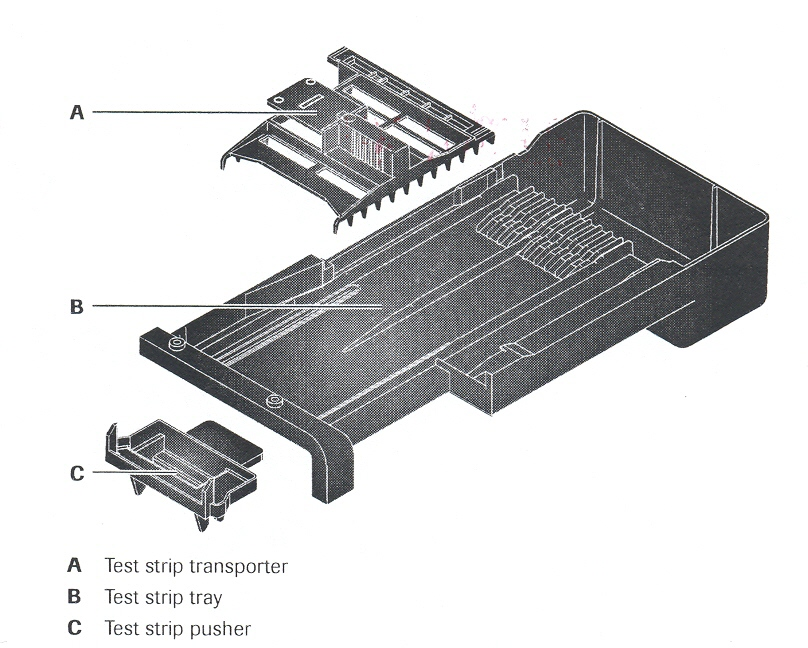 A
B
C
A Test strip transporter
B Test strip tray
C Test strip pusher